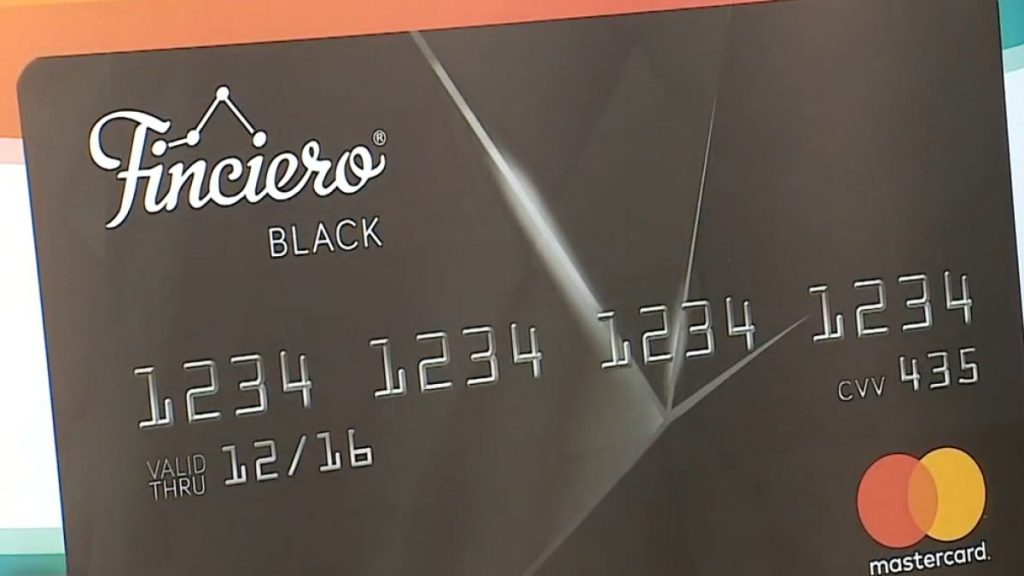 Finciero®
BLACK
1234 1234 1234 1234
CVV 435
VALID THRU 12/16
mastercard.